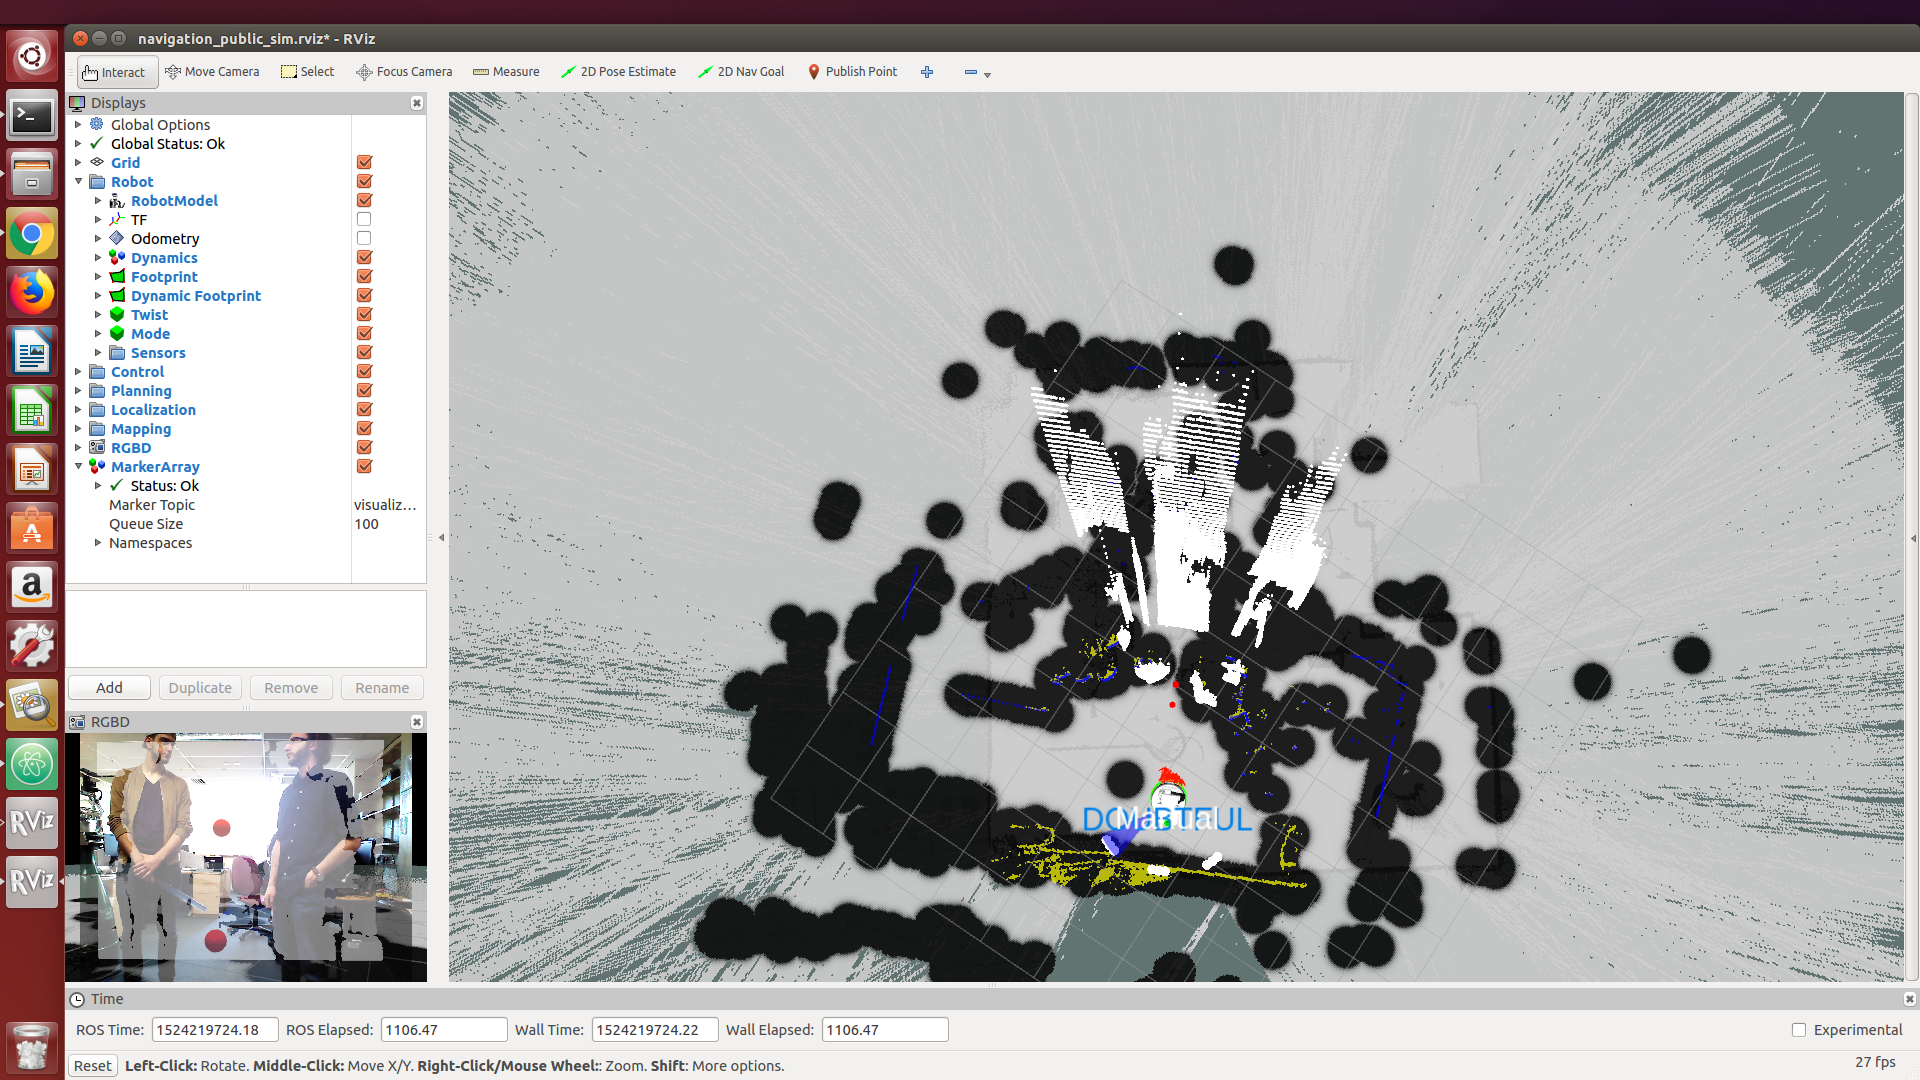 navigation_public_sim.rviz* - RViz
Interact
Move Camera
Select
Focus Camera
Measure
2D Pose Estimate
2D Nav Goal
Publish Point
Displays
Global Options
Global Status: Ok
Grid
Robot
RobotModel
TF
Odometry
Dynamics
Footprint
Dynamic Footprint
Twist
Mode
Sensors
Control
Planning
Localization
Mapping
RGBD
MarkerArray
Status: Ok
Marker Topic visualiz...
Queue Size 100
Namespaces
Add Duplicate Remove Rename
RGBD
Manual
RViz
RViz
Time
ROS Time: 1524219724.18 ROS Elapsed: 1106.47 Wall Time: 1524219724.22 Wall Elapsed: 1106.47 Experimental
Reset Left-Click: Rotate. Middle-Click: Move X/Y. Right-Click/Mouse Wheel:: Zoom. Shift: More options. 27 fps